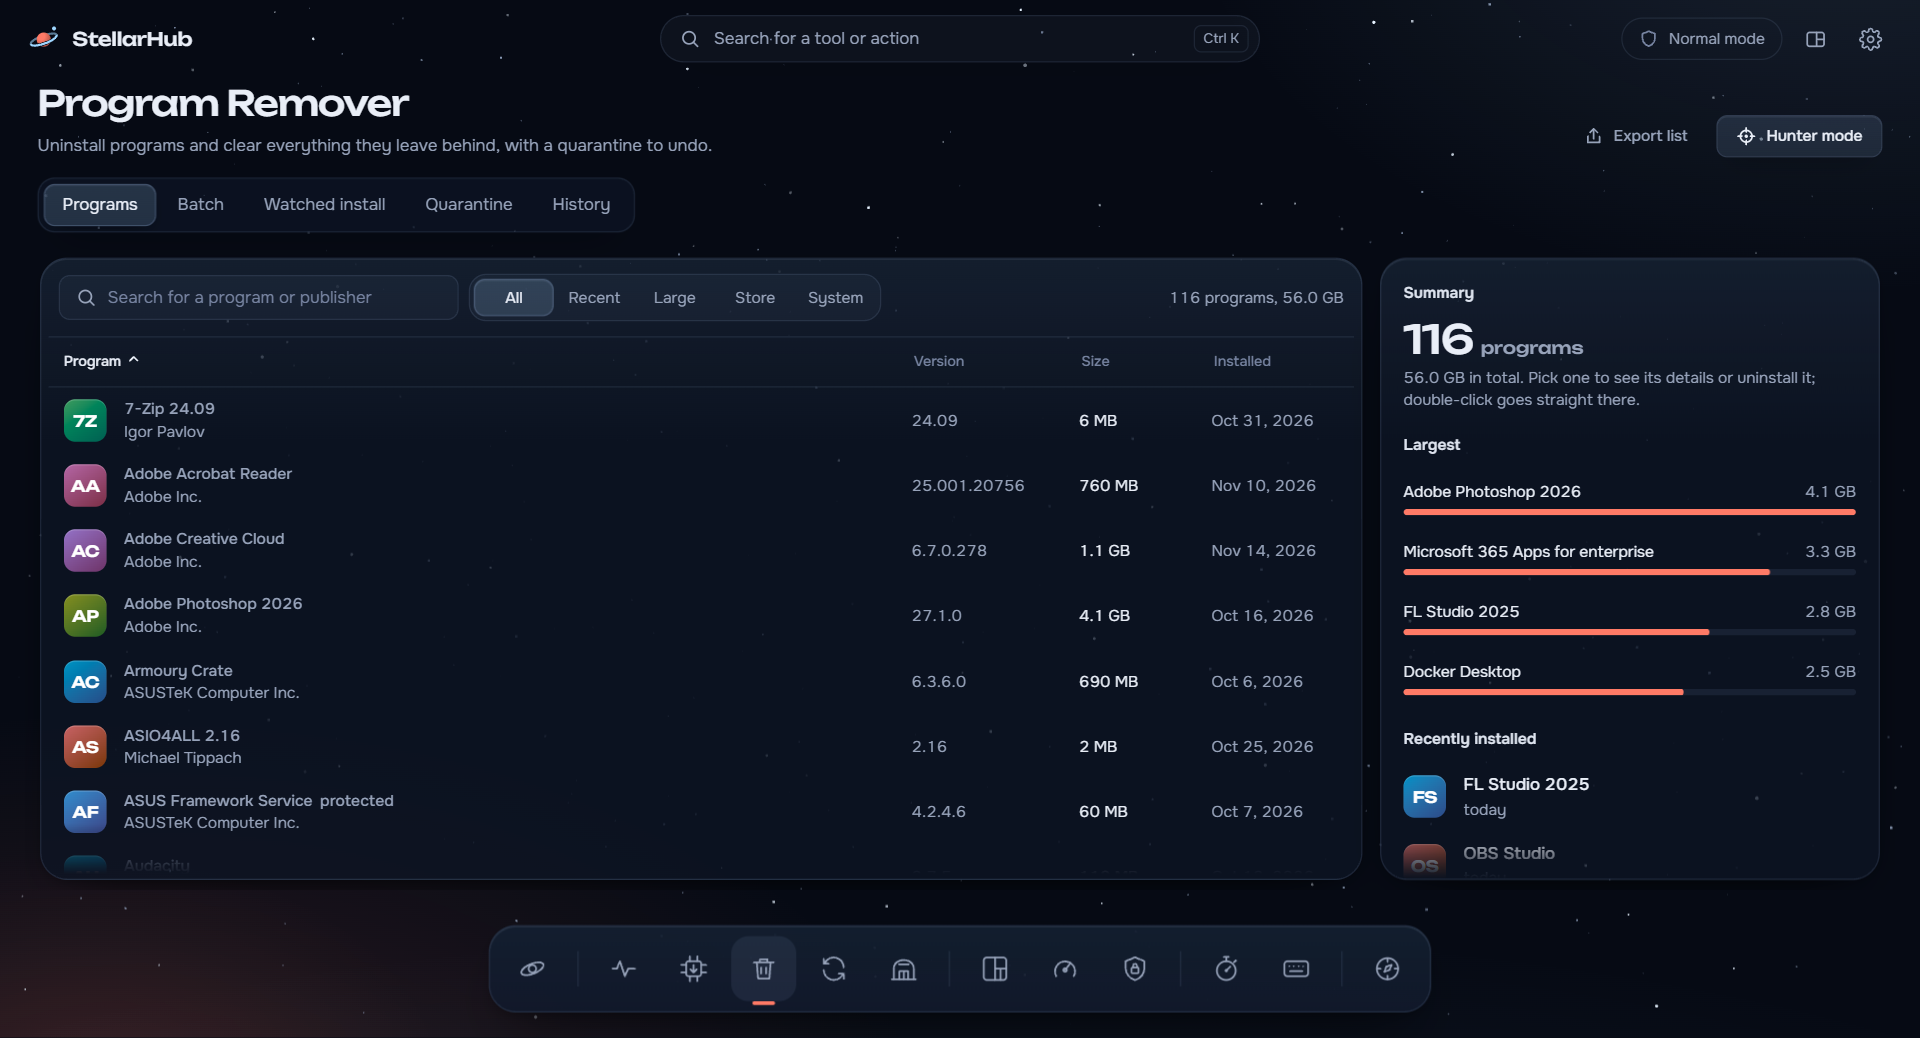 StellarHub
Search for a tool or action
Ctrl K
Normal mode
Program Remover
Uninstall programs and clear everything they leave behind, with a quarantine to undo.
Export list
Hunter mode
Programs
Batch
Watched install
Quarantine
History
Search for a program or publisher
All
Recent
Large
Store
System
116 programs, 56.0 GB
Program
Version
Size
Installed
7Z
7-Zip 24.09
Igor Pavlov
24.09
6 MB
Oct 31, 2026
AA
Adobe Acrobat Reader
Adobe Inc.
25.001.20756
760 MB
Nov 10, 2026
AC
Adobe Creative Cloud
Adobe Inc.
6.7.0.278
1.1 GB
Nov 14, 2026
AP
Adobe Photoshop 2026
Adobe Inc.
27.1.0
4.1 GB
Oct 16, 2026
AC
Armoury Crate
ASUSTeK Computer Inc.
6.3.6.0
690 MB
Oct 6, 2026
AS
ASIO4ALL 2.16
Michael Tippach
2.16
2 MB
Oct 25, 2026
AF
ASUS Framework Service protected
ASUSTeK Computer Inc.
4.2.4.6
60 MB
Oct 7, 2026
Audacity
Summary
116 programs
56.0 GB in total. Pick one to see its details or uninstall it;
double-click goes straight there.
Largest
Adobe Photoshop 2026
4.1 GB
Microsoft 365 Apps for enterprise
3.3 GB
FL Studio 2025
2.8 GB
Docker Desktop
2.5 GB
Recently installed
FS
FL Studio 2025
today
OS
OBS Studio